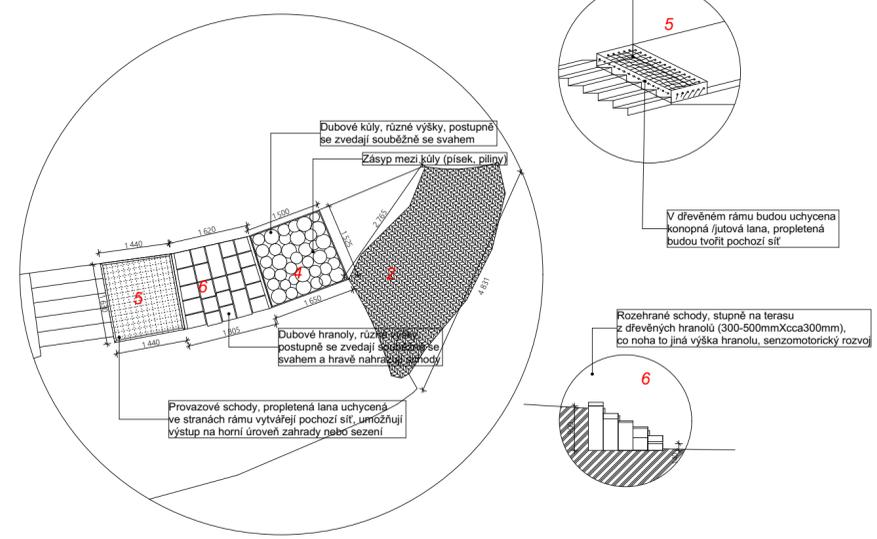 Dubové kůly, různé výšky, postupně
se zvedají souběžně se svahem
Zásyp mezi kůly (písek, piliny)
1 440
1 620
1 500
1 525
2 765
4 831
5
6
4
2
1 440
1 805
1 650
Dubové hranoly, různé výšky,
postupně se zvedají souběžně se
svahem a hravě nahrazují schody
Provazové schody, propletená lana uchycená
ve stranách rámu vytvářejí pochozí síť, umožňují
výstup na horní úroveň zahrady nebo sezení
5
V dřevěném rámu budou uchycena
konopná /jutová lana, propletená
budou tvořit pochozí síť
Rozehrané schody, stupně na terasu
z dřevěných hranolů (300-500mmXcca300mm),
co noha to jiná výška hranolu, senzomotorický rozvoj
6